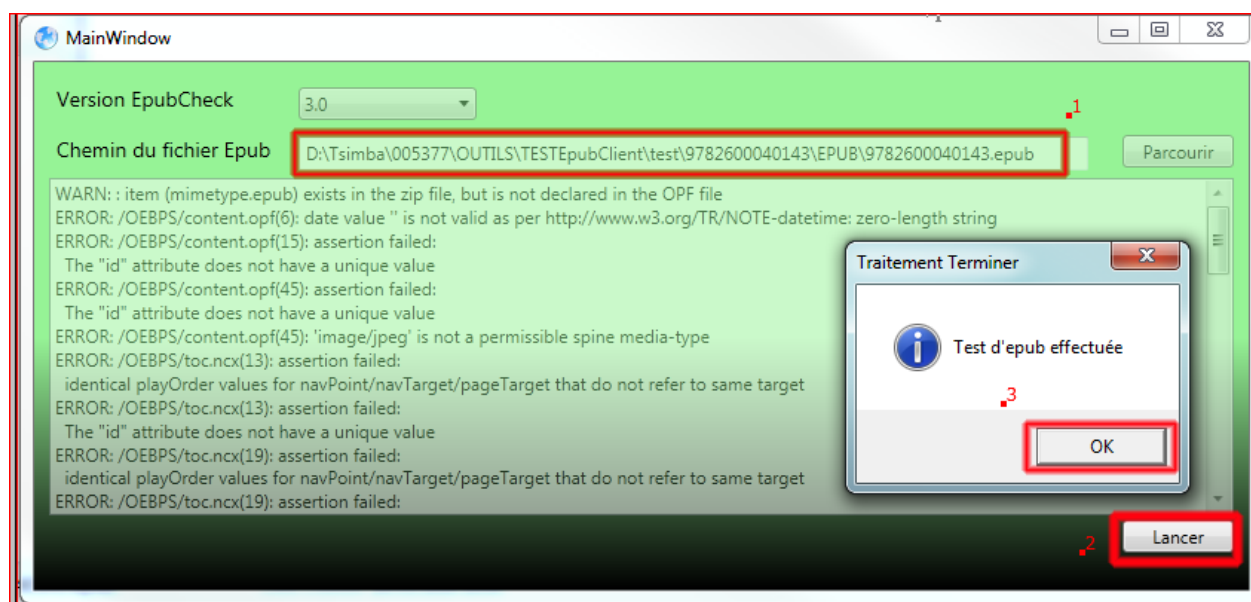 MainWindow
Version EpubCheck 3.0
1
Chemin du fichier Epub D:\Tsimba\005377\OUTILS\TESTEpubClient\test\9782600040143\EPUB\9782600040143.epub Parcourir
WARN: : item (mimetype.epub) exists in the zip file, but is not declared in the OPF file
ERROR: /OEBPS/content.opf(6): date value '' is not valid as per http://www.w3.org/TR/NOTE-datetime: zero-length string
ERROR: /OEBPS/content.opf(15): assertion failed:
The "id" attribute does not have a unique value
ERROR: /OEBPS/content.opf(45): assertion failed:
The "id" attribute does not have a unique value
ERROR: /OEBPS/content.opf(45): 'image/jpeg' is not a permissible spine media-type
ERROR: /OEBPS/toc.ncx(13): assertion failed:
identical playOrder values for navPoint/navTarget/pageTarget that do not refer to same target
ERROR: /OEBPS/toc.ncx(13): assertion failed:
The "id" attribute does not have a unique value
ERROR: /OEBPS/toc.ncx(19): assertion failed:
identical playOrder values for navPoint/navTarget/pageTarget that do not refer to same target
ERROR: /OEBPS/toc.ncx(19): assertion failed:
Traitement Terminer
Test d'epub effectuée
3
OK
2
Lancer